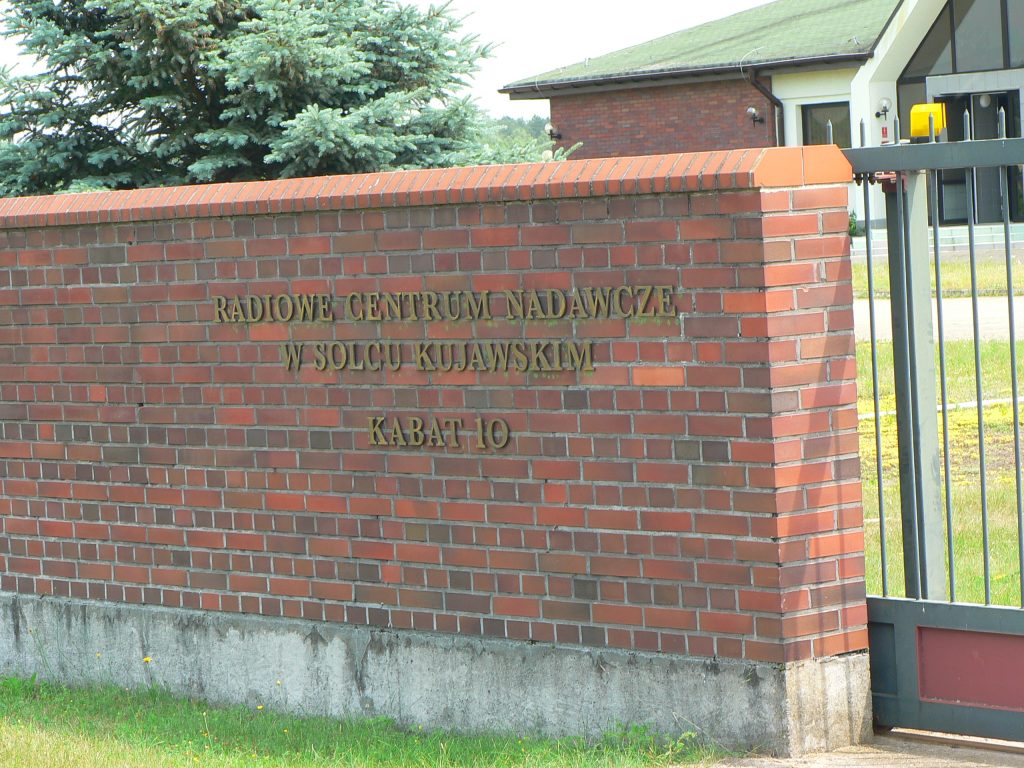 RADIOWE CENTRUM NADAWCZE
W SOLCU KUJAWSKIM
KABAT 10